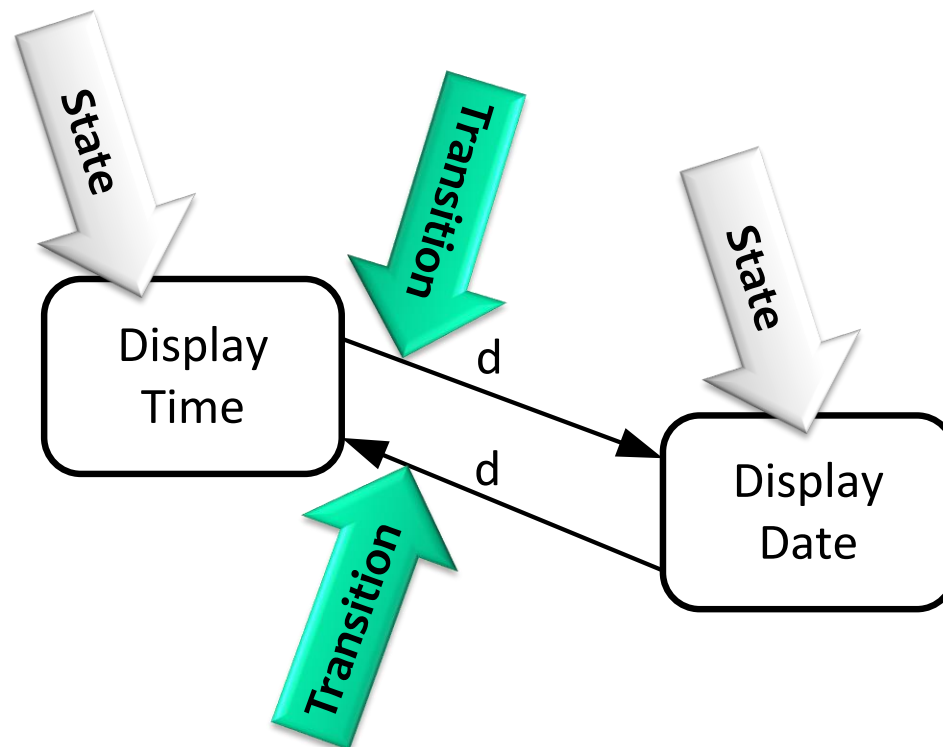 State
Transition
State
Display
Time
d
d
Display
Date
Transition